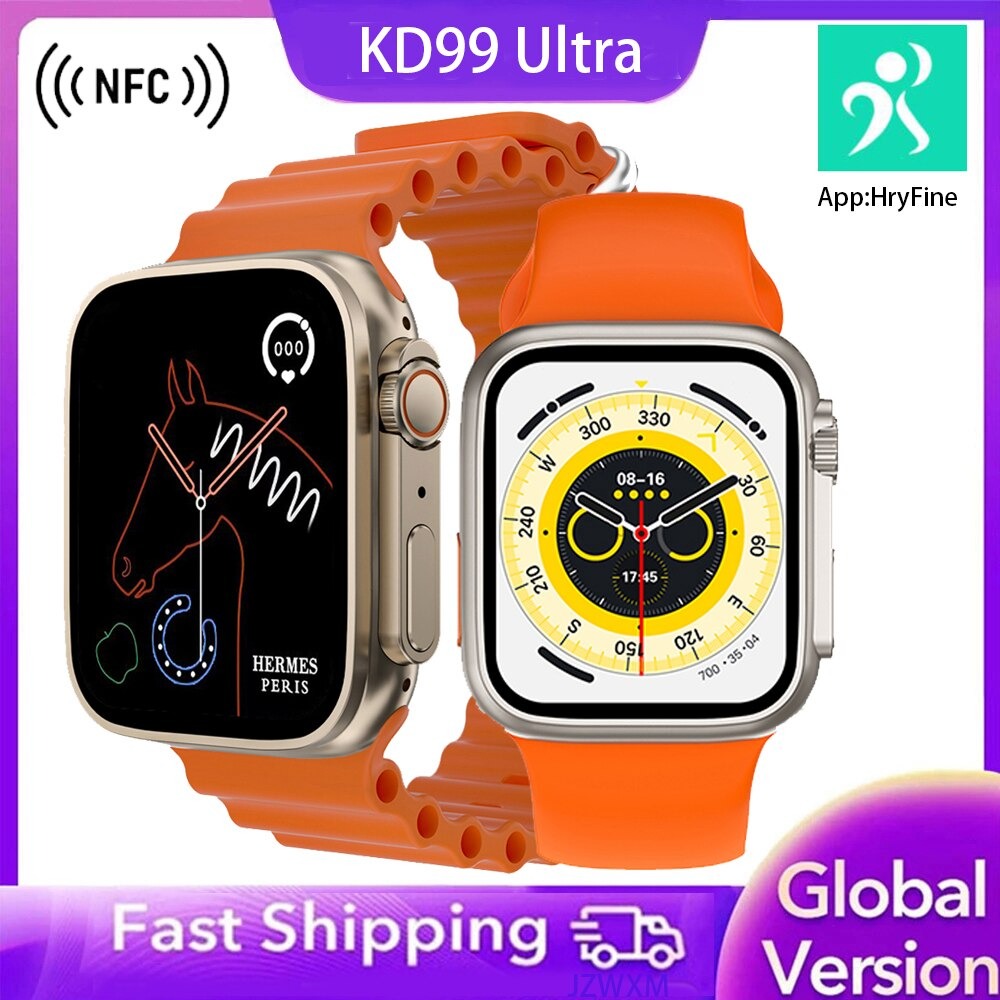 KD99 Ultra
((( NFC )))
App:HryFine
000
HERMES
PERIS
300
330
30
60
E
120
150
S
210
240
W
08-16
17:45
700·35·04
Fast Shipping
Global
Version
JZWXM